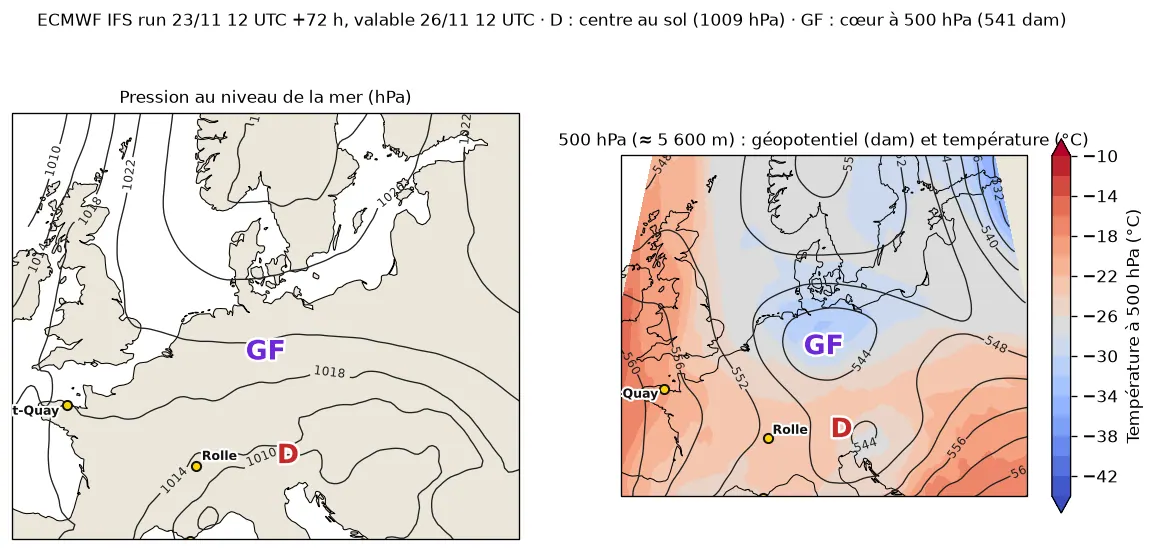 ECMWF IFS run 23/11 12 UTC +72 h, valable 26/11 12 UTC · D : centre au sol (1009 hPa) · GF : cœur à 500 hPa (541 dam)
Pression au niveau de la mer (hPa)
1010
1022
1018
1014
1022
1026
GF
1018
t-Quay
Rolle
D
1010
1014
500 hPa (≈ 5 600 m) : géopotentiel (dam) et température (°C)
548
532
540
GF
544
548
556
560
552
Quay
Rolle
D
544
556
56
−10
−14
−18
−22
−26
−30
−34
−38
−42
Température à 500 hPa (°C)